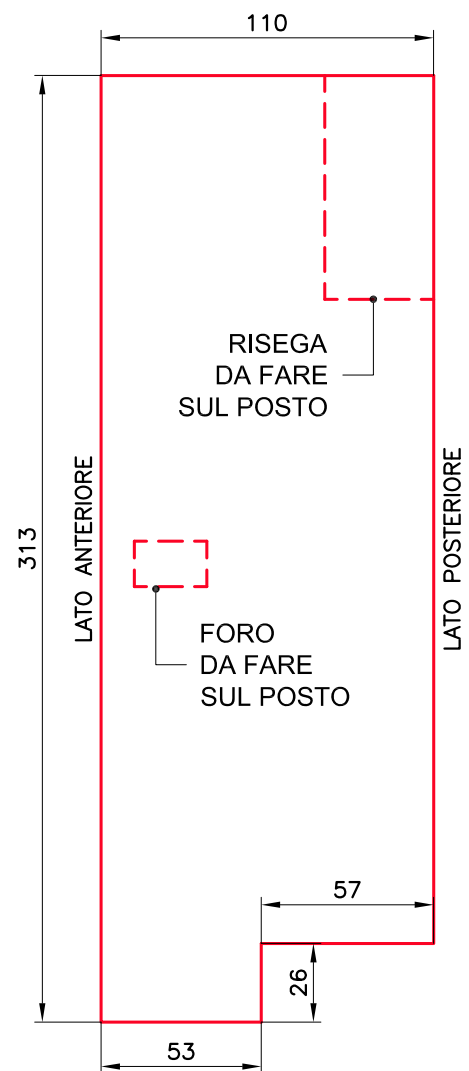 110
RISEGA
DA FARE
SUL POSTO
LATO ANTERIORE
LATO POSTERIORE
313
FORO
DA FARE
SUL POSTO
57
26
53